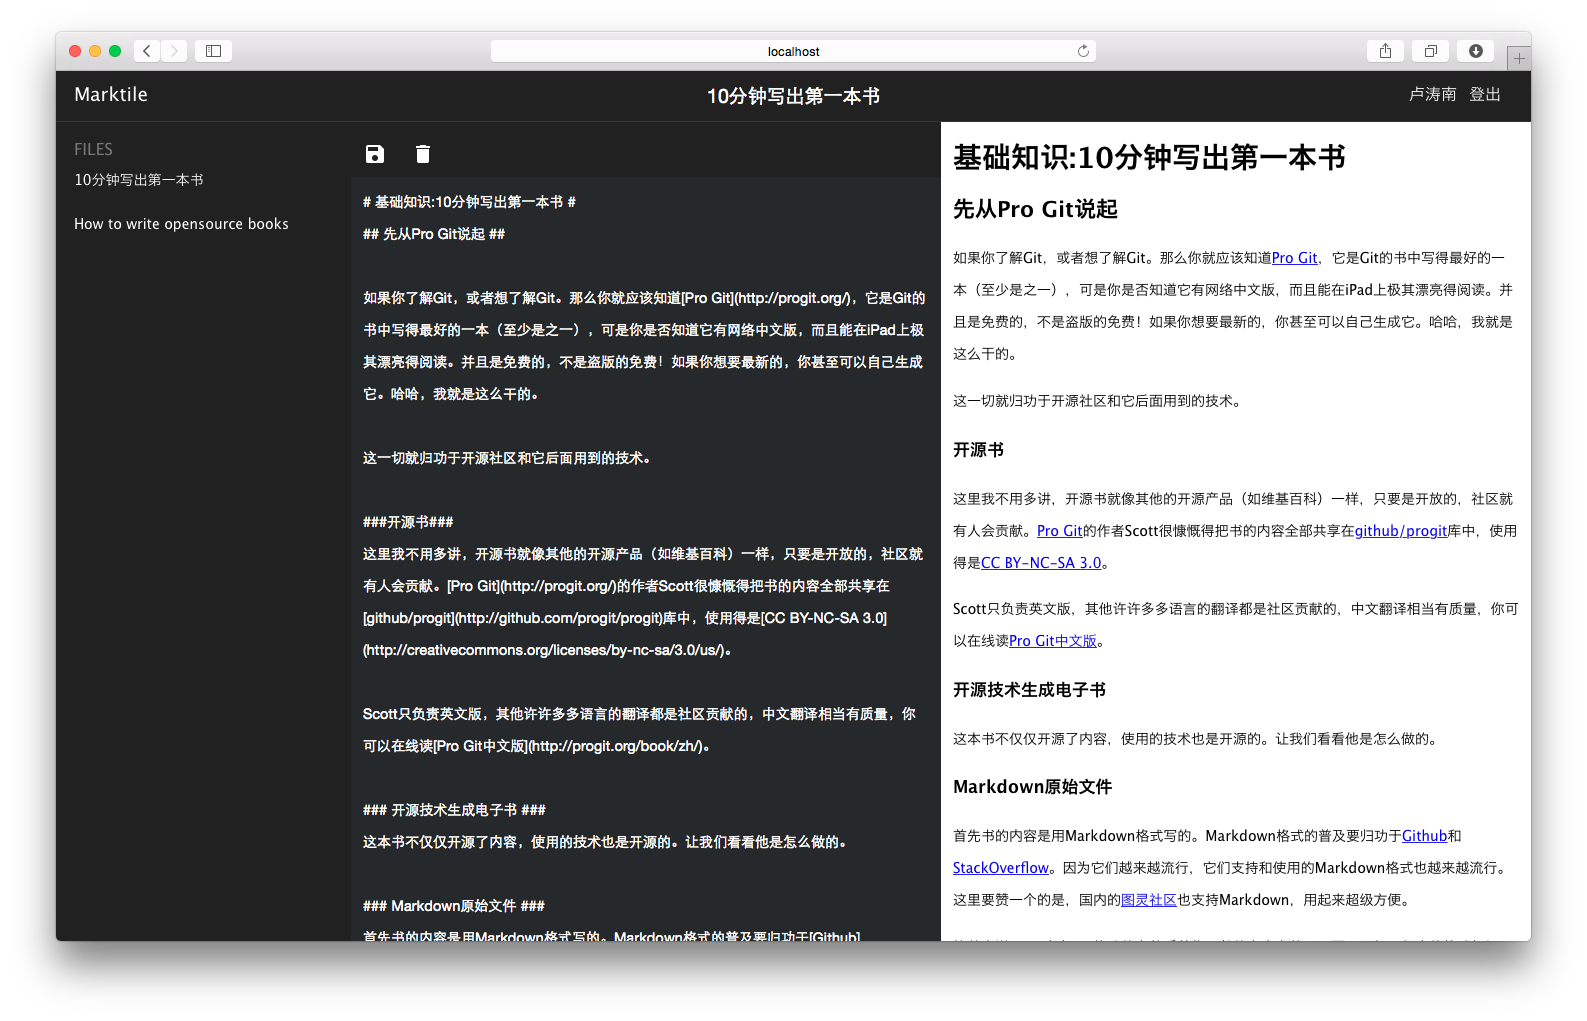 localhost
Marktile
10分钟写出第一本书
卢涛南 登出
FILES
10分钟写出第一本书
How to write opensource books
# 基础知识:10分钟写出第一本书 #
## 先从Pro Git说起 ##
如果你了解Git，或者想了解Git。那么你就应该知道[Pro Git](http://progit.org/)，它是Git的
书中写得最好的一本（至少是之一），可是你是否知道它有网络中文版，而且能在iPad上极
其漂亮得阅读。并且是免费的，不是盗版的免费！如果你想要最新的，你甚至可以自己生成
它。哈哈，我就是这么干的。
这一切就归功于开源社区和它后面用到的技术。
###开源书###
这里我不用多讲，开源书就像其他的开源产品（如维基百科）一样，只要是开放的，社区就
有人会贡献。[Pro Git](http://progit.org/)的作者Scott很慷慨得把书的内容全部共享在
[github/progit](http://github.com/progit/progit)库中，使用得是[CC BY-NC-SA 3.0]
(http://creativecommons.org/licenses/by-nc-sa/3.0/us/)。
Scott只负责英文版，其他许许多多语言的翻译都是社区贡献的，中文翻译相当有质量，你
可以在线读[Pro Git中文版](http://progit.org/book/zh/)。
### 开源技术生成电子书 ###
这本书不仅仅开源了内容，使用的技术也是开源的。让我们看看他是怎么做的。
### Markdown原始文件 ###
首先书的内容是用Markdown格式写的。Markdown格式的普及要归功于[Github]
基础知识:10分钟写出第一本书
先从Pro Git说起
如果你了解Git，或者想了解Git。那么你就应该知道Pro Git，它是Git的书中写得最好的一
本（至少是之一），可是你是否知道它有网络中文版，而且能在iPad上极其漂亮得阅读。并
且是免费的，不是盗版的免费！如果你想要最新的，你甚至可以自己生成它。哈哈，我就是
这么干的。
这一切就归功于开源社区和它后面用到的技术。
开源书
这里我不用多讲，开源书就像其他的开源产品（如维基百科）一样，只要是开放的，社区就
有人会贡献。Pro Git的作者Scott很慷慨得把书的内容全部共享在github/progit库中，使用
得是CC BY-NC-SA 3.0。
Scott只负责英文版，其他许许多多语言的翻译都是社区贡献的，中文翻译相当有质量，你可
以在线读Pro Git中文版。
开源技术生成电子书
这本书不仅仅开源了内容，使用的技术也是开源的。让我们看看他是怎么做的。
Markdown原始文件
首先书的内容是用Markdown格式写的。Markdown格式的普及要归功于Github和
StackOverflow。因为它们越来越流行，它们支持和使用的Markdown格式也越来越流行。
这里要赞一个的是，国内的图灵社区也支持Markdown，用起来超级方便。